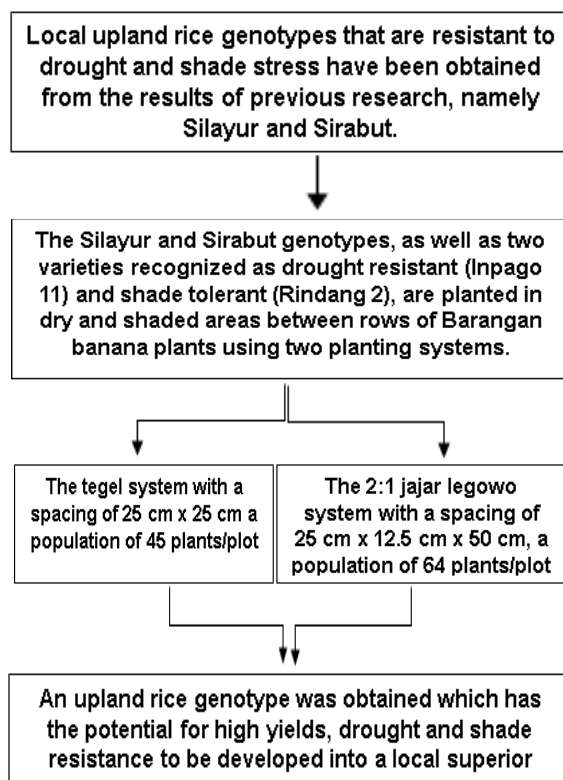 Local upland rice genotypes that are resistant to
drought and shade stress have been obtained
from the results of previous research, namely
Silayur and Sirabut.
The Silayur and Sirabut genotypes, as well as two
varieties recognized as drought resistant (Inpago
11) and shade tolerant (Rindang 2), are planted in
dry and shaded areas between rows of Barangan
banana plants using two planting systems.
The tegel system with a
spacing of 25 cm x 25 cm a
population of 45 plants/plot
The 2:1 jajar legowo
system with a spacing of
25 cm x 12.5 cm x 50 cm, a
population of 64 plants/plot
An upland rice genotype was obtained which has
the potential for high yields, drought and shade
resistance to be developed into a local superior